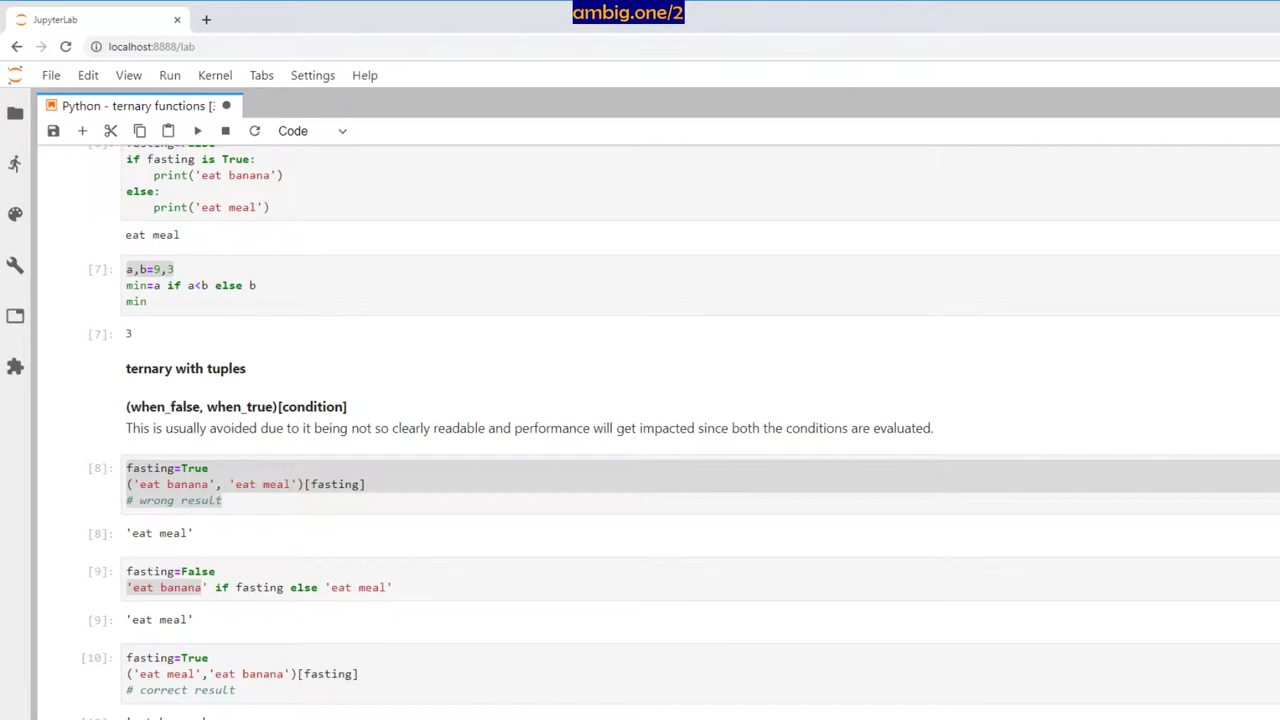 ambig.one/2
JupyterLab
localhost:8888/lab
File Edit View Run Kernel Tabs Settings Help
Python - ternary functions [
Code
if fasting is True:
print('eat banana')
else:
print('eat meal')
eat meal
[7]: a,b=9,3
min=a if a<b else b
min
[7]: 3
ternary with tuples
(when_false, when_true)[condition]
This is usually avoided due to it being not so clearly readable and performance will get impacted since both the conditions are evaluated.
[8]: fasting=True
('eat banana', 'eat meal')[fasting]
# wrong result
[8]: 'eat meal'
[9]: fasting=False
'eat banana' if fasting else 'eat meal'
[9]: 'eat meal'
[10]: fasting=True
('eat meal','eat banana')[fasting]
# correct result